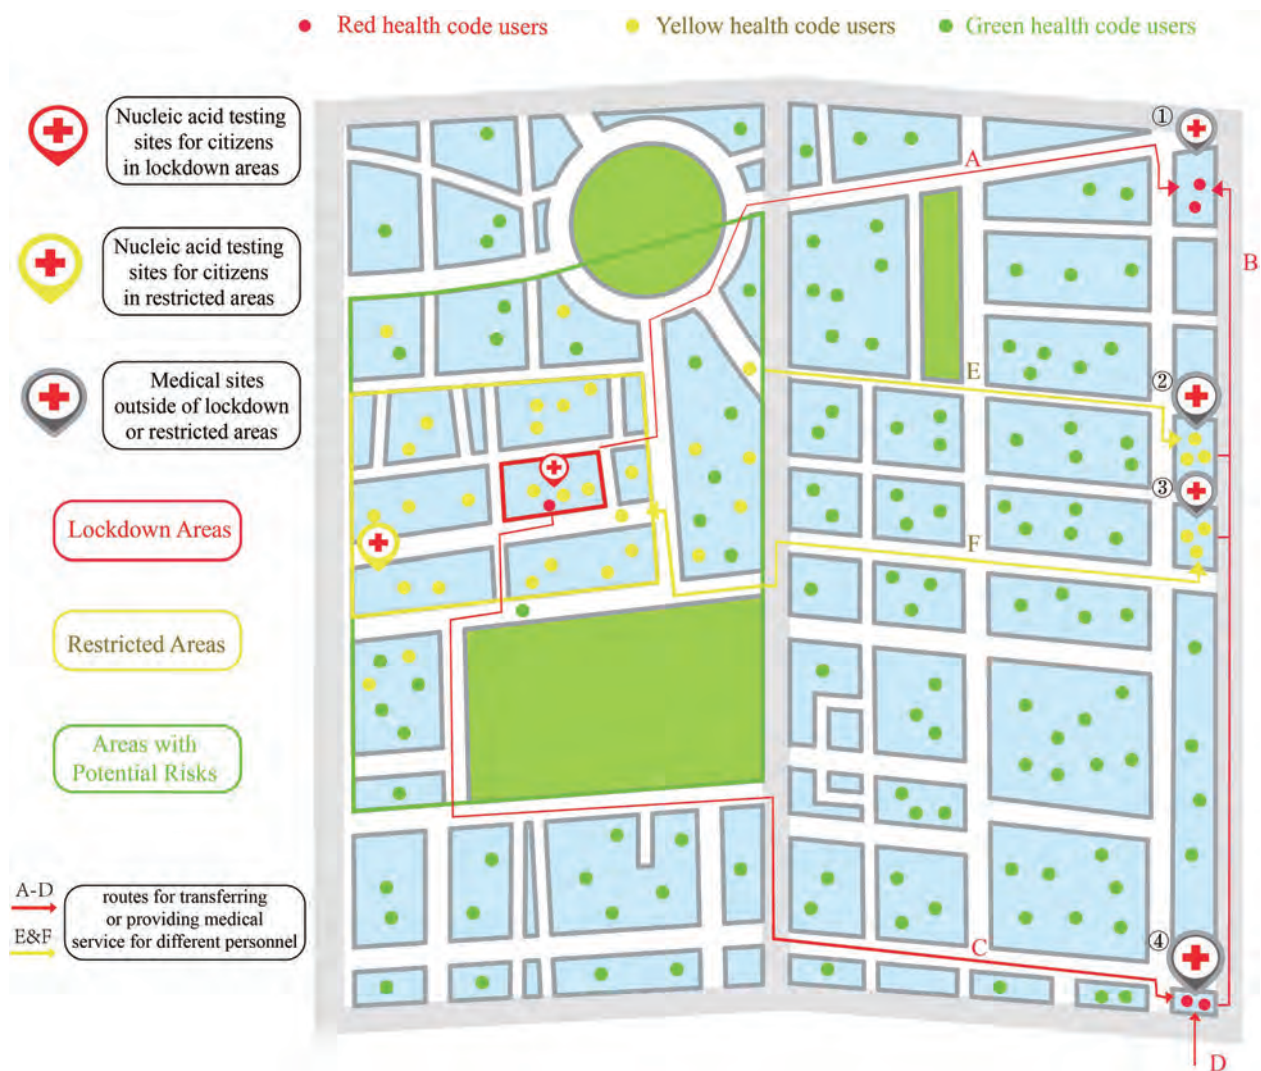 Red health code users
Yellow health code users
Green health code users
Nucleic acid testing
sites for citizens
in lockdown areas
Nucleic acid testing
sites for citizens
in restricted areas
Medical sites
outside of lockdown
or restricted areas
Lockdown Areas
Restricted Areas
Areas with
Potential Risks
A-D
E&F
routes for transferring
or providing medical
service for different personnel
①
A
B
②
E
③
F
④
C
D